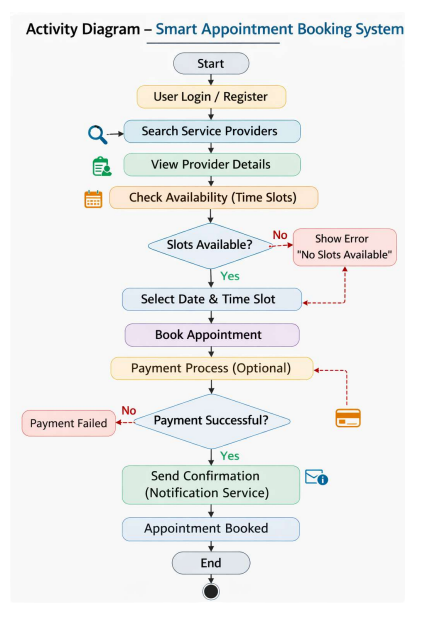 Activity Diagram – Smart Appointment Booking System
Start
User Login / Register
Search Service Providers
View Provider Details
Check Availability (Time Slots)
Slots Available?
No
Show Error
"No Slots Available"
Yes
Select Date & Time Slot
Book Appointment
Payment Process (Optional)
No
Payment Failed
Payment Successful?
Yes
Send Confirmation
(Notification Service)
Appointment Booked
End